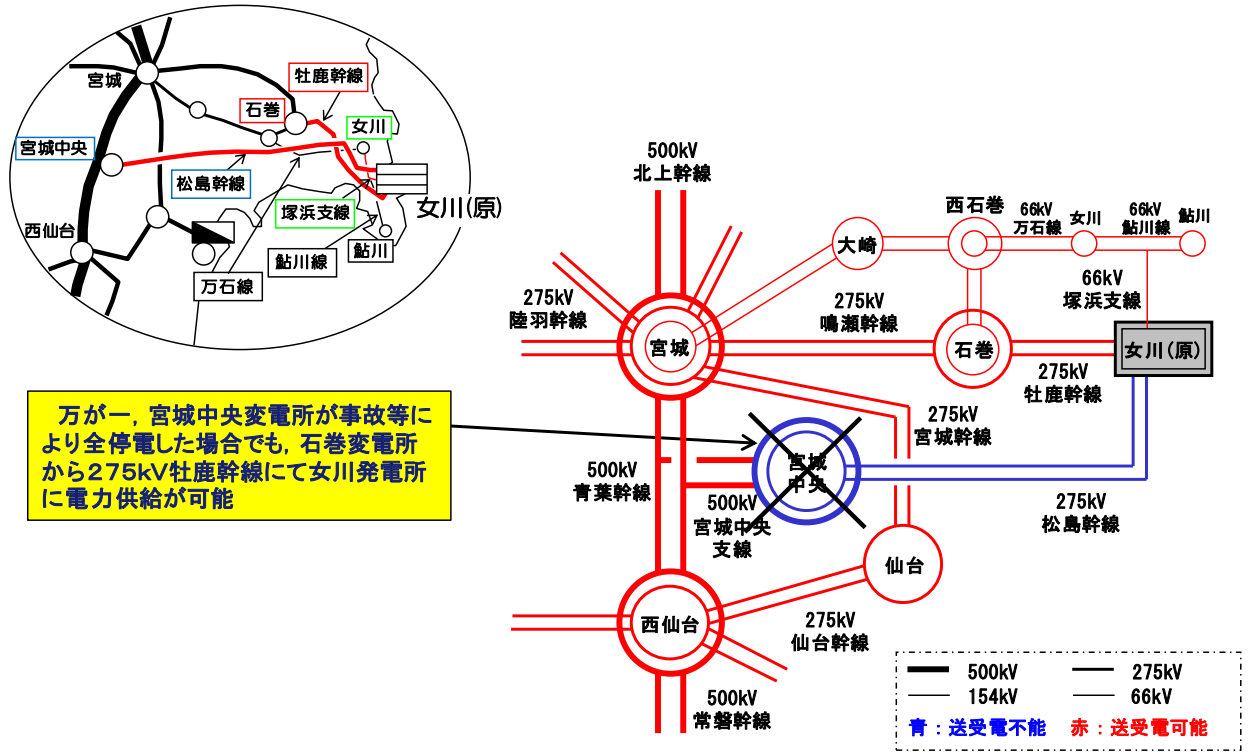 宮城
牡鹿幹線
石巻
女川
宮城中央
松島幹線
塚浜支線
女川(原)
西仙台
鮎川線
鮎川
万石線
500kV
北上幹線
275kV
陸羽幹線
大崎
西石巻
66kV
万石線
女川
66kV
鮎川線
鮎川
66kV
塚浜支線
275kV
鳴瀬幹線
宮城
石巻
女川(原)
275kV
牡鹿幹線
万が一，宮城中央変電所が事故等に
より全停電した場合でも，石巻変電所
から２７５kV牡鹿幹線にて女川発電所
に電力供給が可能
275kV
宮城幹線
宮城
中央
500kV
青葉幹線
500kV
宮城中央
支線
275kV
松島幹線
仙台
西仙台
275kV
仙台幹線
500kV
常磐幹線
500kV
275kV
154kV
66kV
青：送受電不能
赤：送受電可能